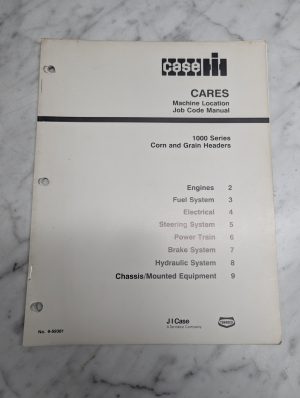 CASE IH
CARES
Machine Location
Job Code Manual
1000 Series
Corn and Grain Headers
Engines 2
Fuel System 3
Electrical 4
Steering System 5
Power Train 6
Brake System 7
Hydraulic System 8
Chassis/Mounted Equipment 9
J I Case
A Tenneco Company